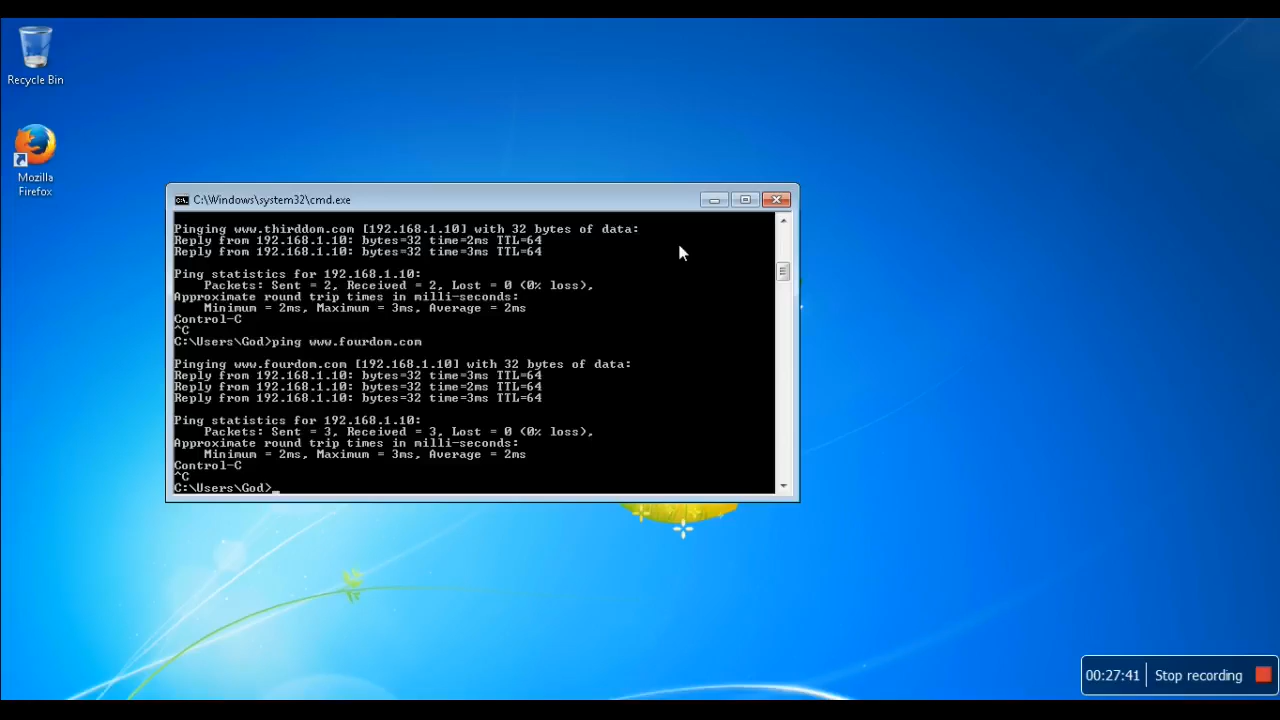 Recycle Bin
Mozilla
Firefox
C:\Windows\system32\cmd.exe
Pinging www.thirddom.com [192.168.1.10] with 32 bytes of data:
Reply from 192.168.1.10: bytes=32 time=2ms TTL=64
Reply from 192.168.1.10: bytes=32 time=3ms TTL=64
Ping statistics for 192.168.1.10:
    Packets: Sent = 2, Received = 2, Lost = 0 (0% loss),
Approximate round trip times in milli-seconds:
    Minimum = 2ms, Maximum = 3ms, Average = 2ms
Control-C
^C
C:\Users\God>ping www.fourdom.com
Pinging www.fourdom.com [192.168.1.10] with 32 bytes of data:
Reply from 192.168.1.10: bytes=32 time=3ms TTL=64
Reply from 192.168.1.10: bytes=32 time=2ms TTL=64
Reply from 192.168.1.10: bytes=32 time=3ms TTL=64
Ping statistics for 192.168.1.10:
    Packets: Sent = 3, Received = 3, Lost = 0 (0% loss),
Approximate round trip times in milli-seconds:
    Minimum = 2ms, Maximum = 3ms, Average = 2ms
Control-C
^C
C:\Users\God>_
00:27:41 Stop recording